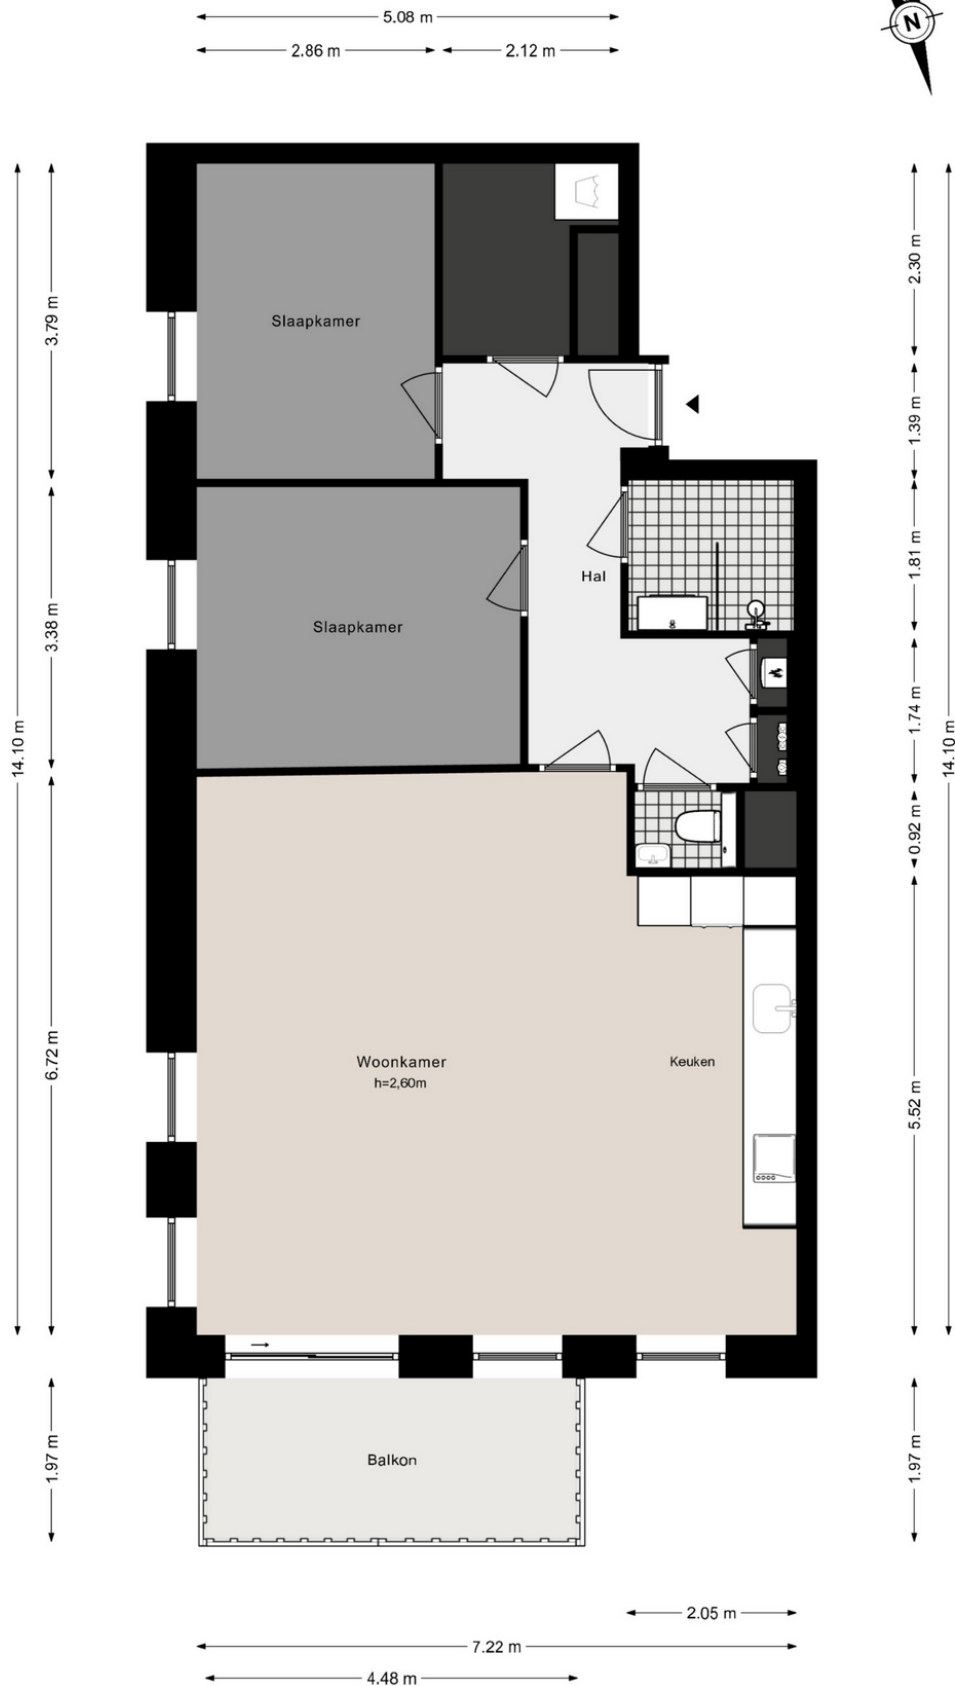 5.08 m
2.86 m
2.12 m
N
2.30 m
3.79 m
Slaapkamer
1.39 m
1.81 m
Hal
3.38 m
Slaapkamer
1.74 m
14.10 m
14.10 m
0.92 m
6.72 m
Woonkamer
h=2,60m
Keuken
5.52 m
1.97 m
Balkon
1.97 m
2.05 m
7.22 m
4.48 m